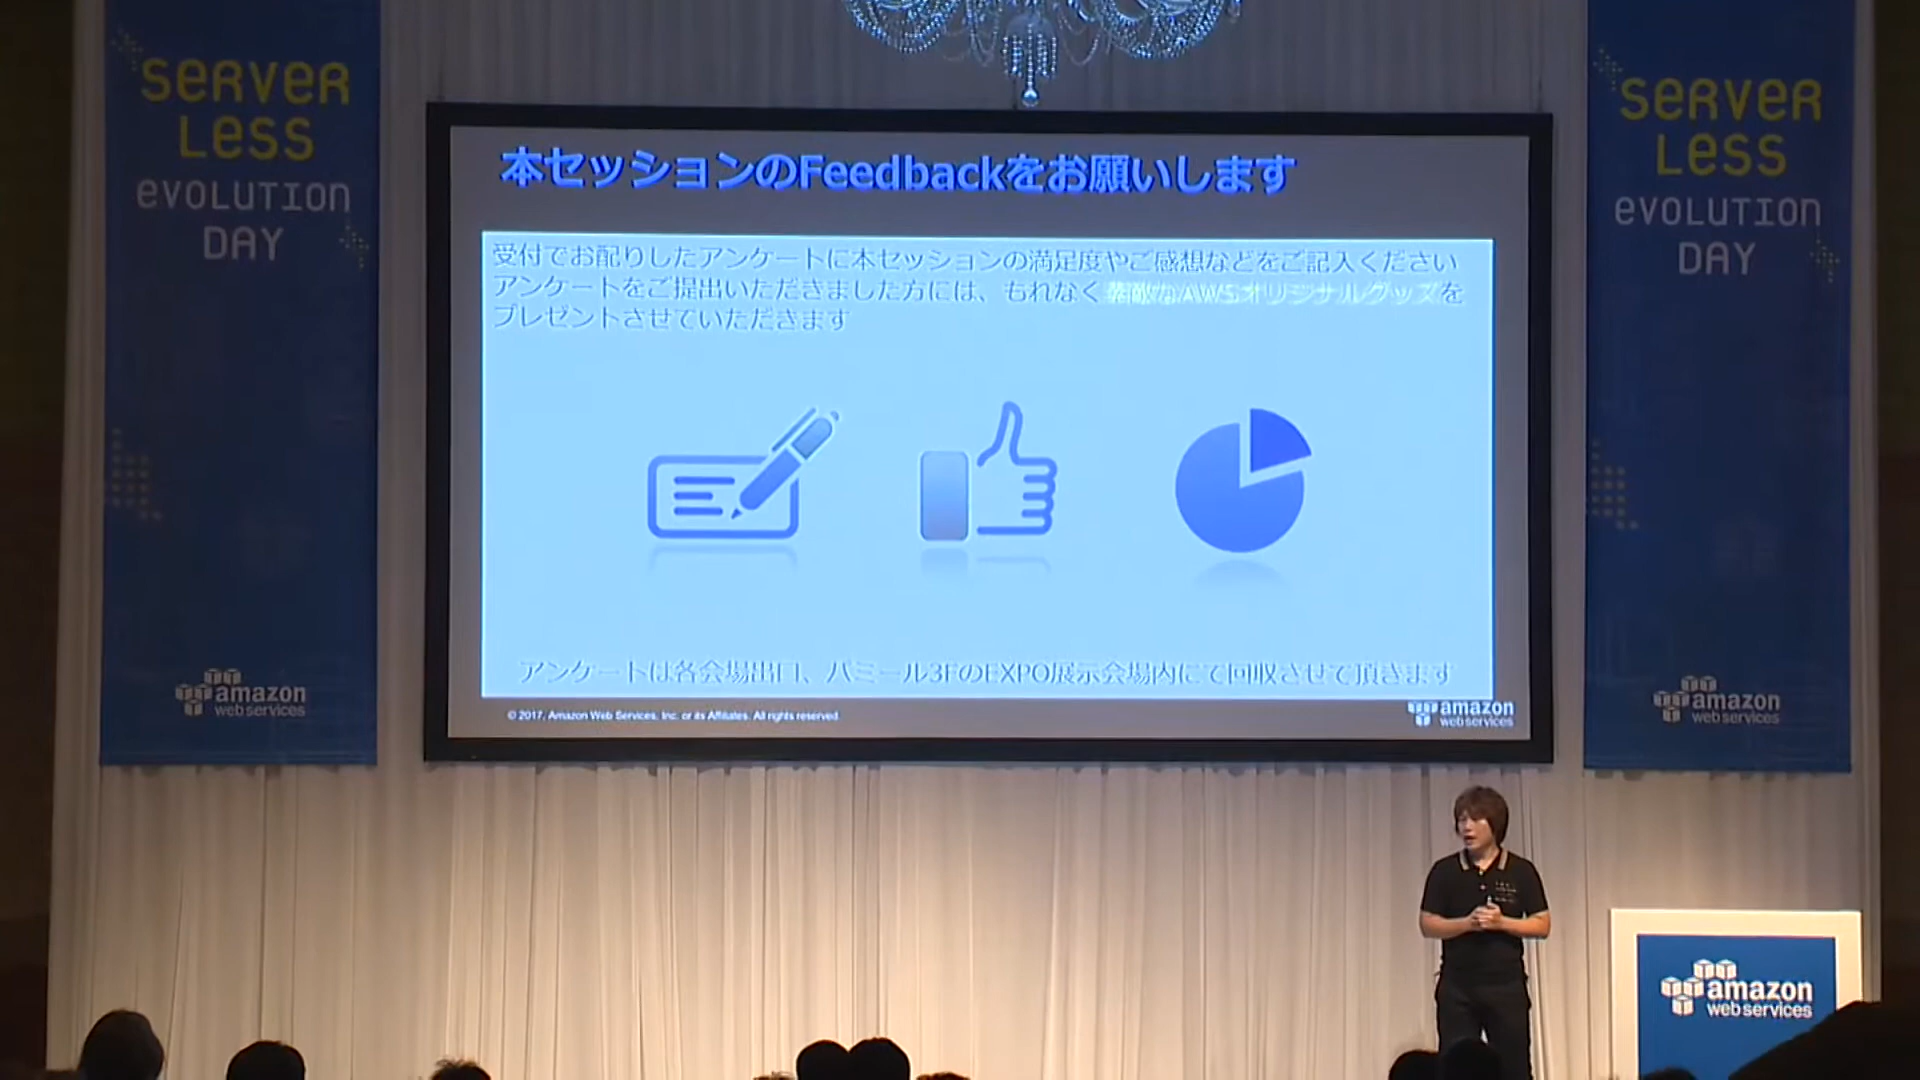 SERVER
LESS
EVOLUTION
DAY
amazon
web services
本セッションのFeedbackをお願いします
受付でお配りしたアンケートに本セッションの満足度やご感想などをご記入ください
アンケートをご提出いただきました方には、もれなく素敵なAWSオリジナルグッズを
プレゼントさせていただきます
アンケートは各会場出口、パミール3FのEXPO展示会場内にて回収させて頂きます
© 2017, Amazon Web Services, Inc. or its Affiliates. All rights reserved.
amazon
web services
SERVER
LESS
EVOLUTION
DAY
amazon
web services
amazon
web services